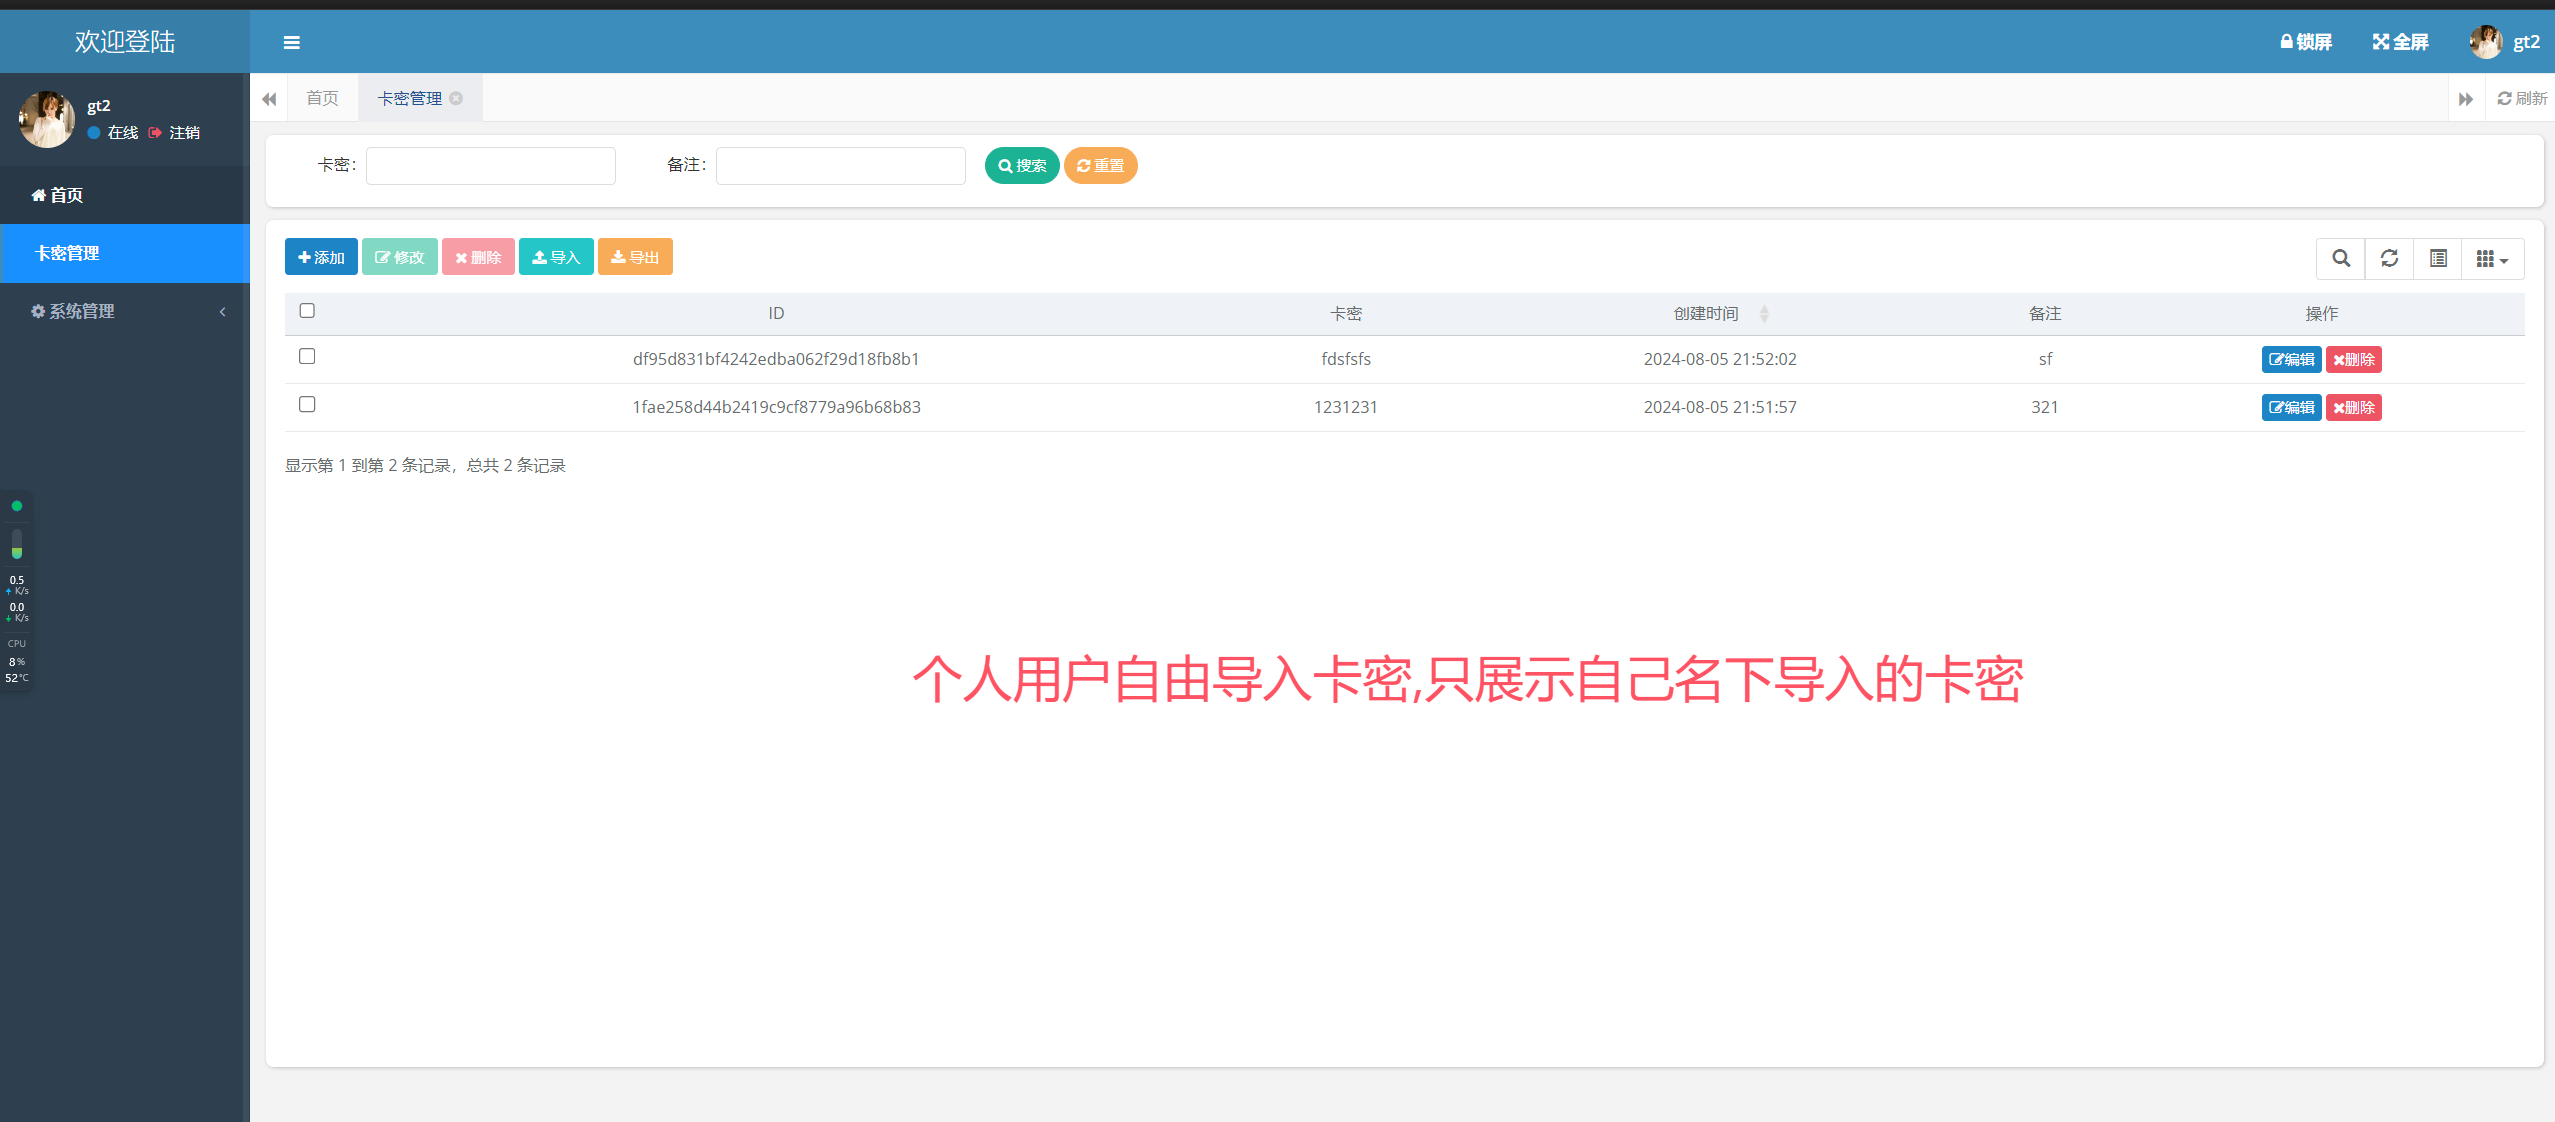 欢迎登陆
锁屏 全屏 gt2
gt2
在线 注销
首页 卡密管理 刷新
首页
卡密管理
系统管理
卡密： 备注： 搜索 重置
添加 修改 删除 导入 导出
ID 卡密 创建时间 备注 操作
df95d831bf4242edba062f29d18fb8b1 fdsfsfs 2024-08-05 21:52:02 sf 编辑 删除
1fae258d44b2419c9cf8779a96b68b83 1231231 2024-08-05 21:51:57 321 编辑 删除
显示第 1 到第 2 条记录，总共 2 条记录
0.5
K/s
0.0
K/s
CPU
8%
52°C
个人用户自由导入卡密,只展示自己名下导入的卡密